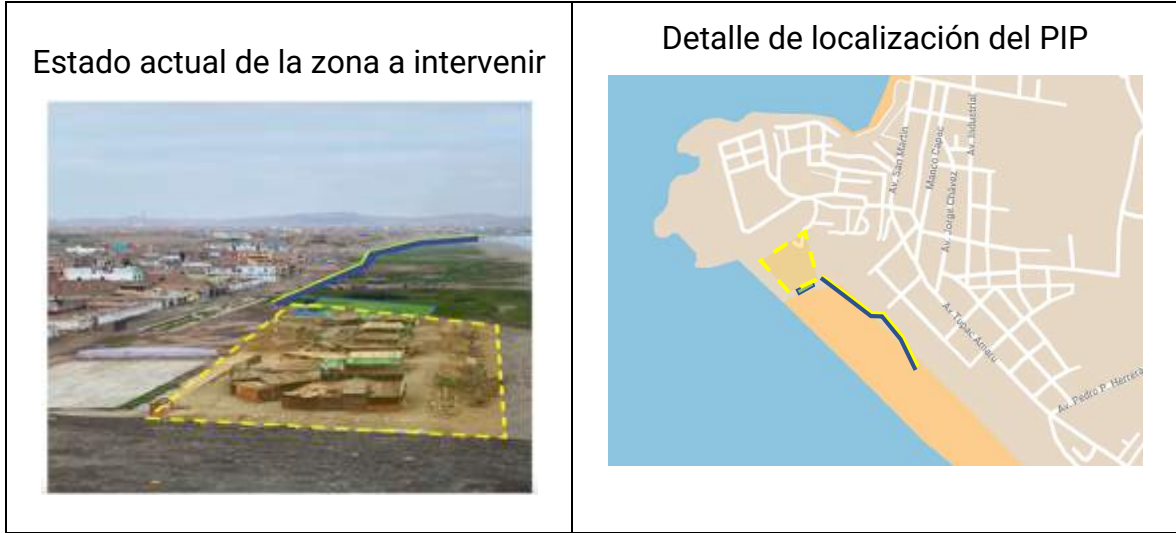 Estado actual de la zona a intervenir
Detalle de localización del PIP
Av. San Martín
Manco Cápac
Av. Industrial
Av. Jorge Chávez
Av Tupac Amaru
Av. Pedro P. Herrera